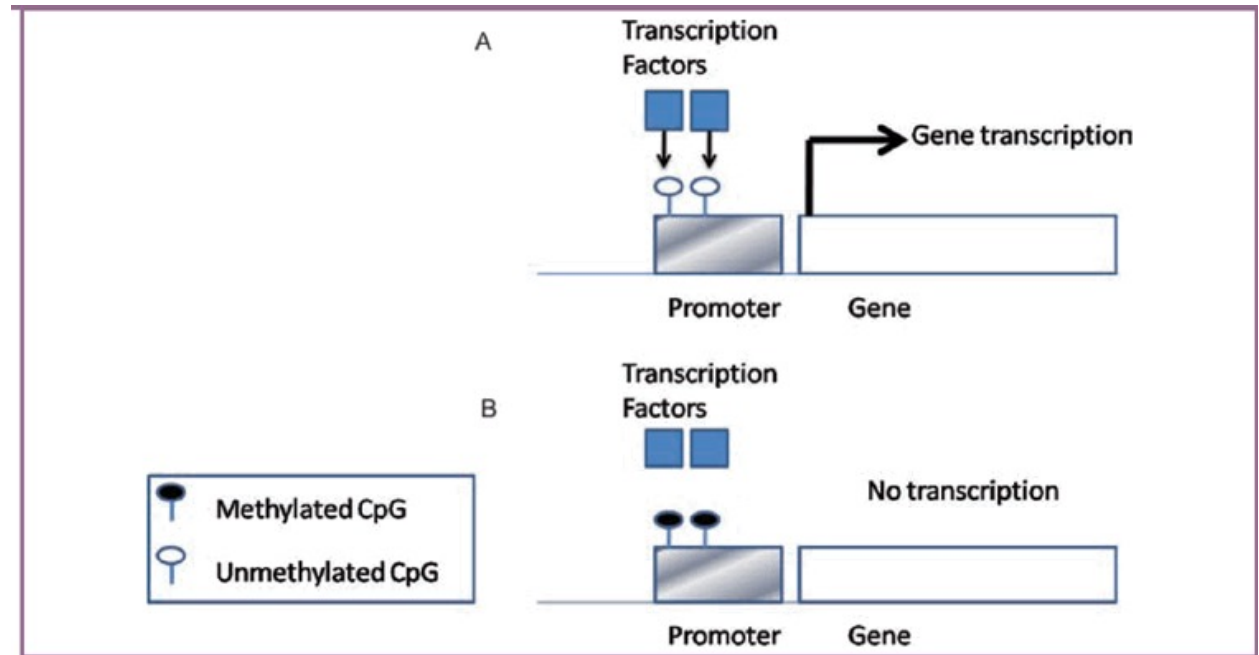 A
Transcription
Factors
Gene transcription
Promoter
Gene
Transcription
Factors
B
No transcription
Methylated CpG
Unmethylated CpG
Promoter
Gene